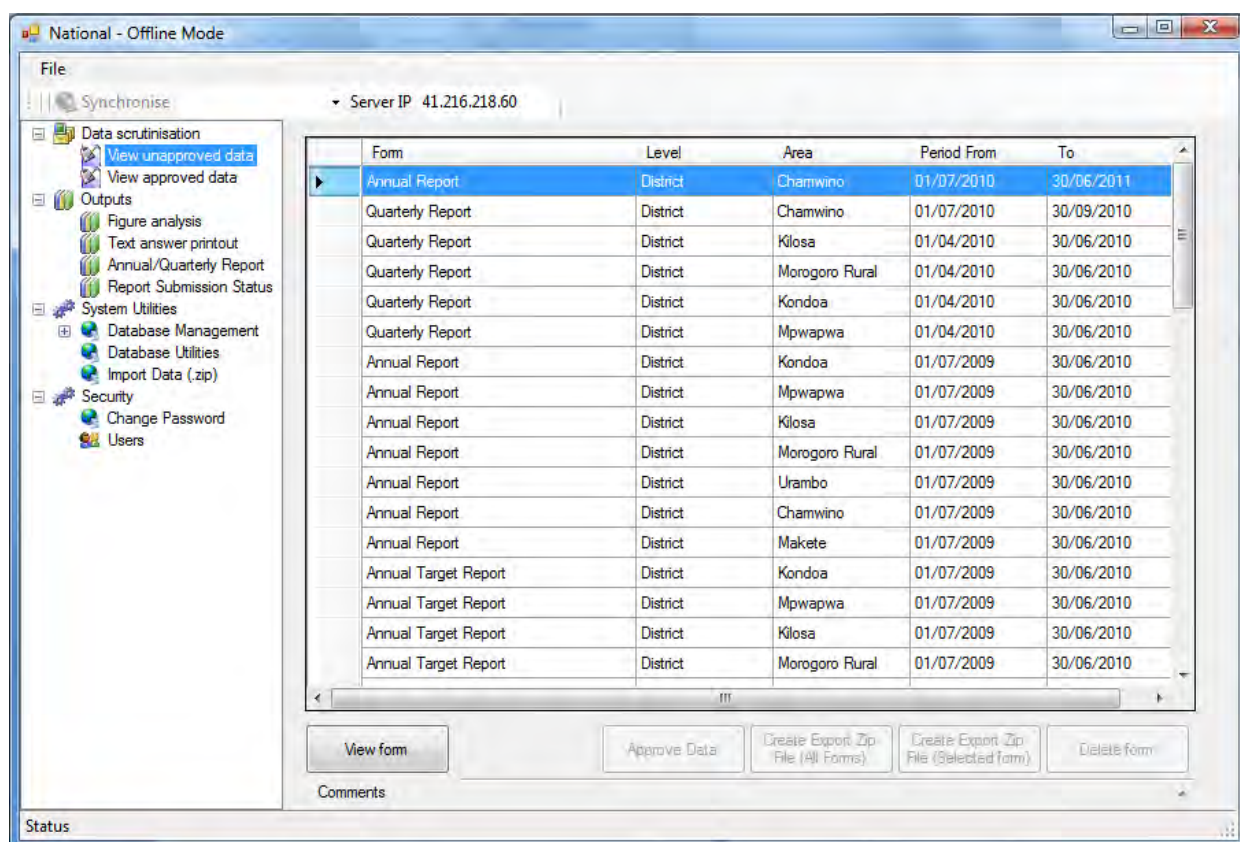 National - Offline Mode
File
Synchronise
Server IP 41.216.218.60
Data scrutinisation
View unapproved data
View approved data
Outputs
Figure analysis
Text answer printout
Annual/Quarterly Report
Report Submission Status
System Utilities
Database Management
Database Utilities
Import Data (.zip)
Security
Change Password
Users
Form Level Area Period From To
Annual Report District Chamwino 01/07/2010 30/06/2011
Quarterly Report District Chamwino 01/07/2010 30/09/2010
Quarterly Report District Kilosa 01/04/2010 30/06/2010
Quarterly Report District Morogoro Rural 01/04/2010 30/06/2010
Quarterly Report District Kondoa 01/04/2010 30/06/2010
Quarterly Report District Mpwapwa 01/04/2010 30/06/2010
Annual Report District Kondoa 01/07/2009 30/06/2010
Annual Report District Mpwapwa 01/07/2009 30/06/2010
Annual Report District Kilosa 01/07/2009 30/06/2010
Annual Report District Morogoro Rural 01/07/2009 30/06/2010
Annual Report District Urambo 01/07/2009 30/06/2010
Annual Report District Chamwino 01/07/2009 30/06/2010
Annual Report District Makete 01/07/2009 30/06/2010
Annual Target Report District Kondoa 01/07/2009 30/06/2010
Annual Target Report District Mpwapwa 01/07/2009 30/06/2010
Annual Target Report District Kilosa 01/07/2009 30/06/2010
Annual Target Report District Morogoro Rural 01/07/2009 30/06/2010
View form
Approve Data
Create Export Zip
File (All Forms)
Create Export Zip
File (Selected form)
Delete form
Comments
Status